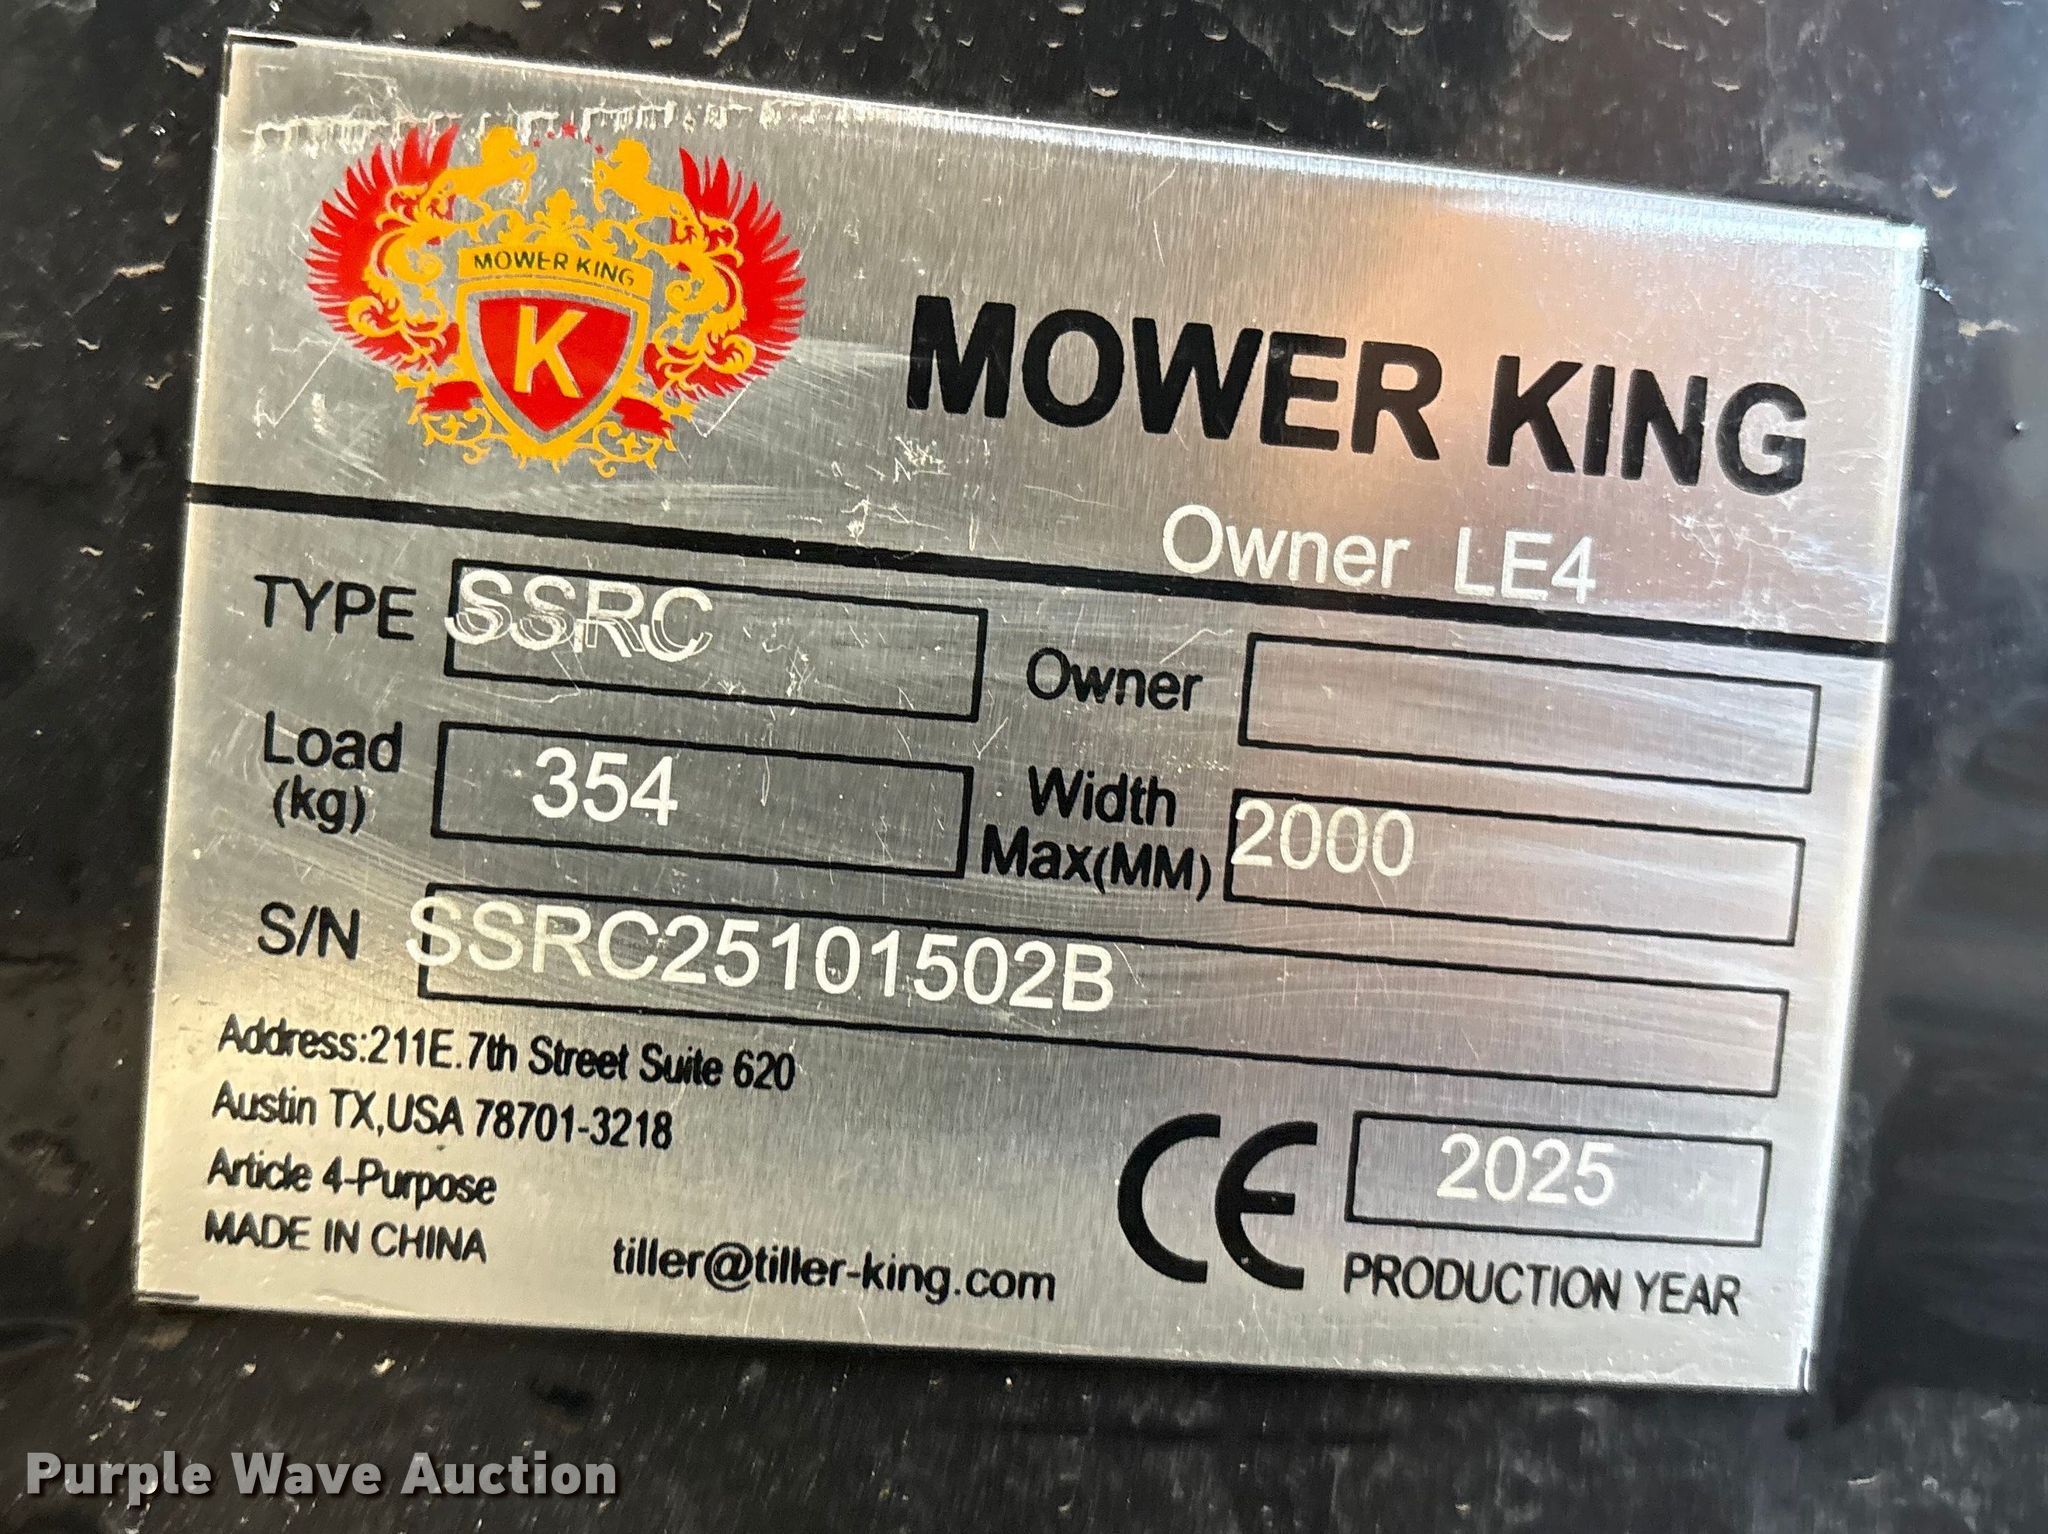 MOWER KING
K
MOWER KING
Owner LE4
TYPE SSRC
Owner
Load (kg) 354
Width Max(MM) 2000
S/N SSRC25101502B
Address:211E.7th Street Suite 620
Austin TX,USA 78701-3218
Article 4-Purpose
MADE IN CHINA
tiller@tiller-king.com
CE
2025
PRODUCTION YEAR
Purple Wave Auction